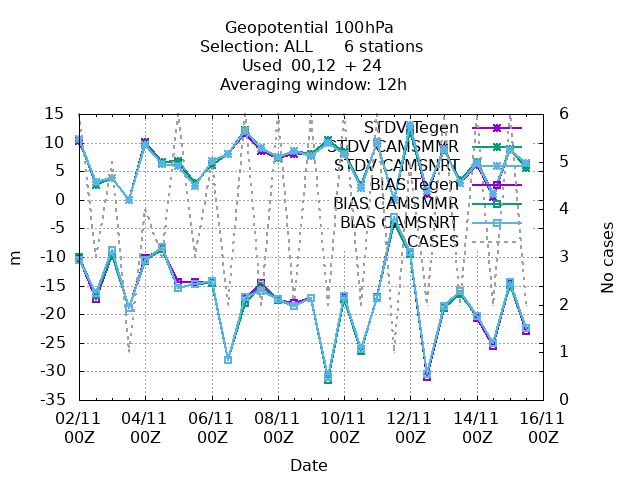 Geopotential 100hPa
Selection: ALL 6 stations
Used 00,12 + 24
Averaging window: 12h
15
10
5
0
-5
-10
-15
-20
-25
-30
-35
m
6
5
4
3
2
1
0
No cases
STDV Tegen
STDV CAMSMMR
STDV CAMSNRT
BIAS Tegen
BIAS CAMSMMR
BIAS CAMSNRT
CASES
02/11 04/11 06/11 08/11 10/11 12/11 14/11 16/11
00Z 00Z 00Z 00Z 00Z 00Z 00Z 00Z
Date